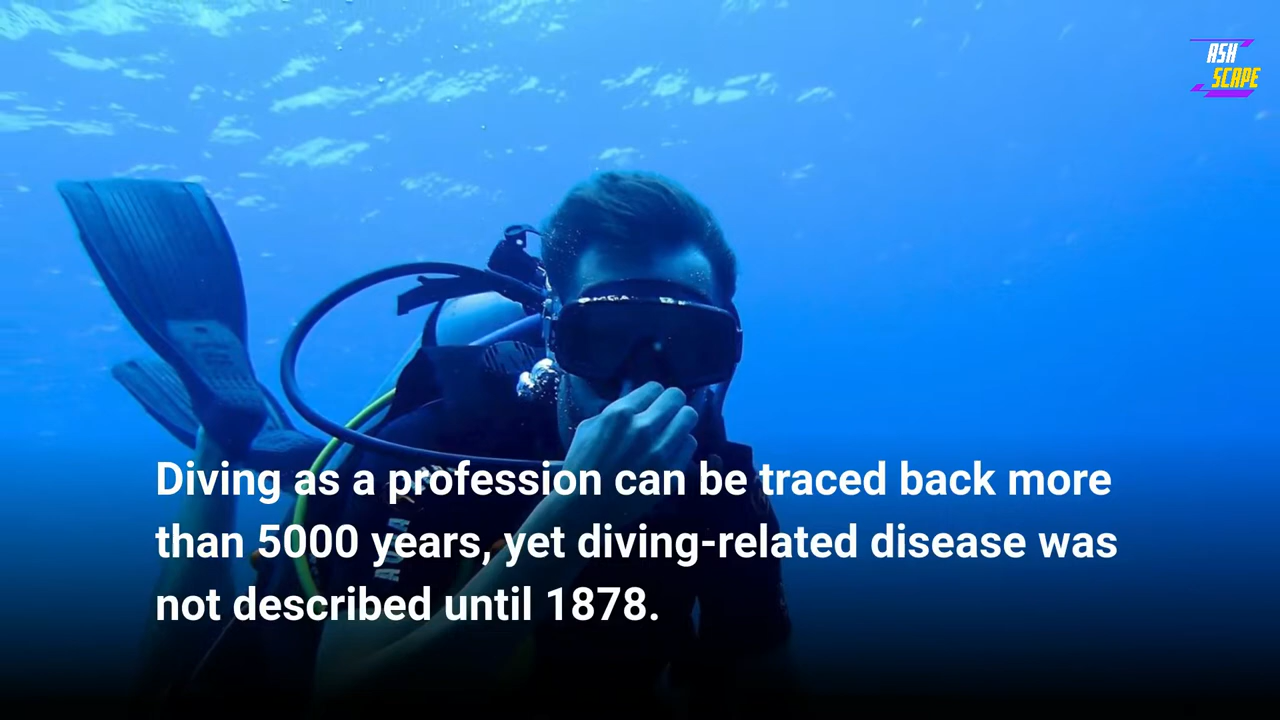 ASH
SCAPE
Diving as a profession can be traced back more
than 5000 years, yet diving-related disease was
not described until 1878.